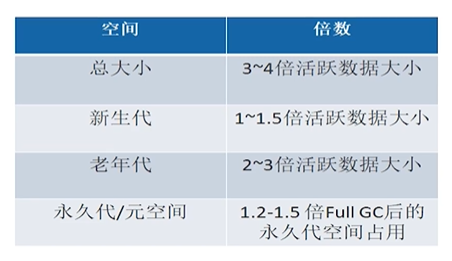 空间 倍数
总大小 3~4倍活跃数据大小
新生代 1~1.5倍活跃数据大小
老年代 2~3倍活跃数据大小
永久代/元空间 1.2-1.5 倍Full GC后的
永久代空间占用